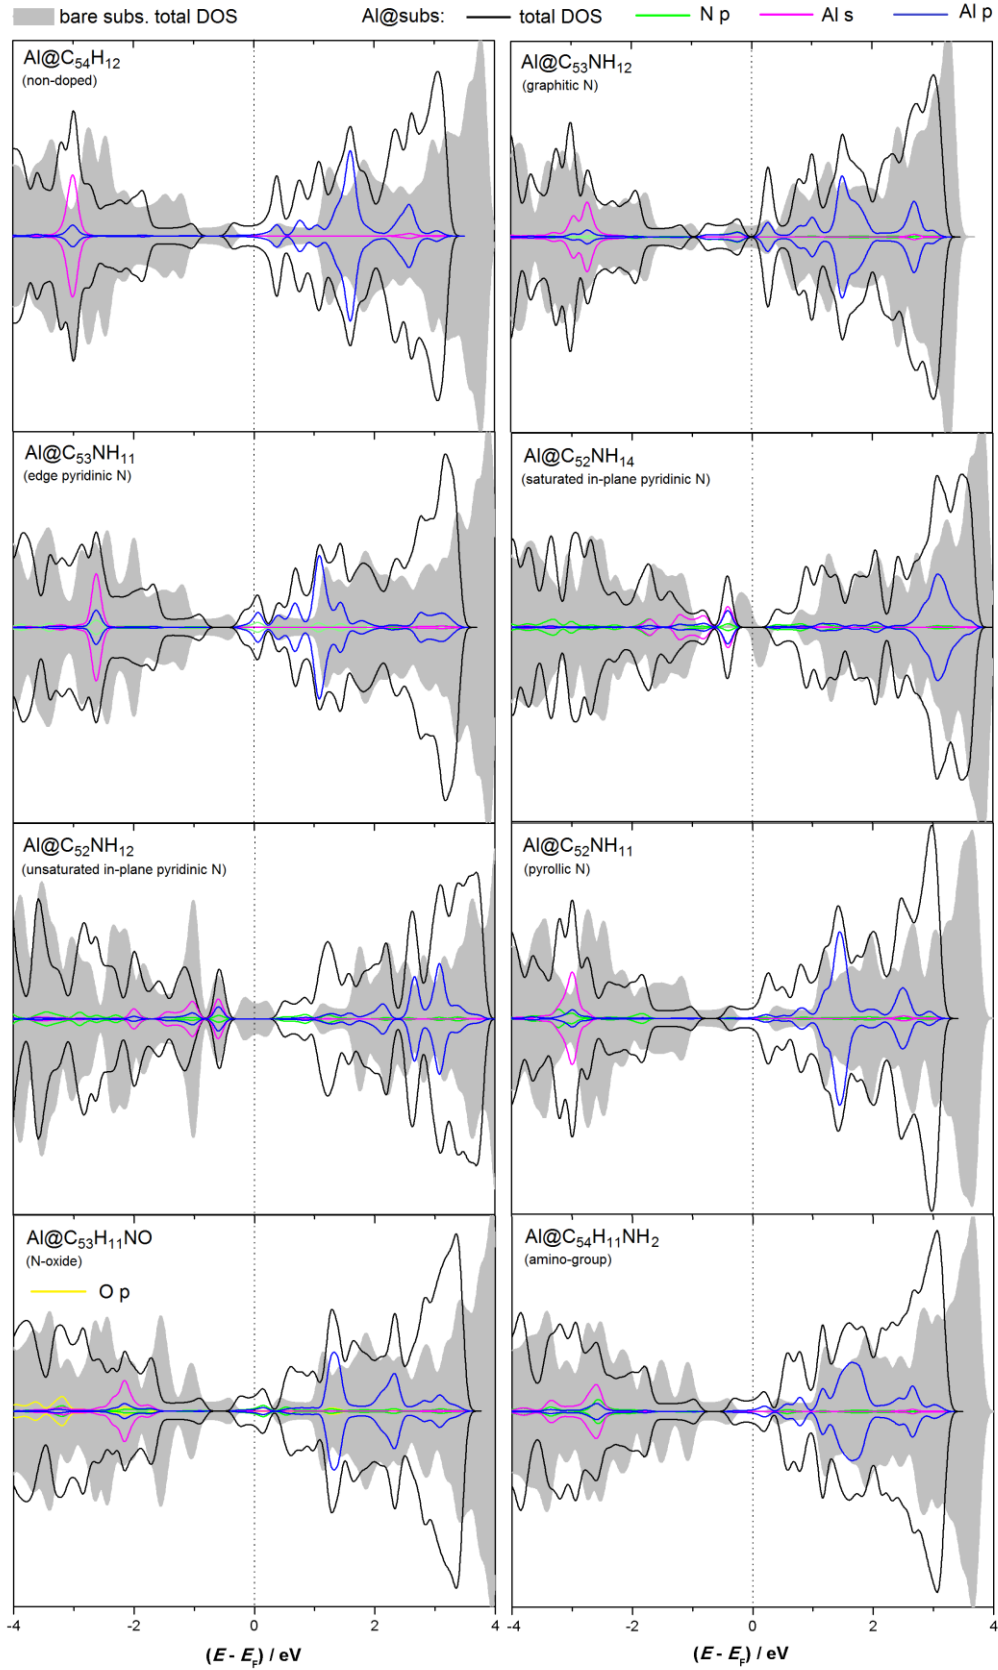 bare subs. total DOS Al@subs: total DOS N p Al s Al p
Al@C₅₄H₁₂
(non-doped)
Al@C₅₃NH₁₂
(graphitic N)
Al@C₅₃NH₁₁
(edge pyridinic N)
Al@C₅₂NH₁₄
(saturated in-plane pyridinic N)
Al@C₅₂NH₁₂
(unsaturated in-plane pyridinic N)
Al@C₅₂NH₁₁
(pyrollic N)
Al@C₅₃H₁₁NO
(N-oxide)
O p
Al@C₅₄H₁₁NH₂
(amino-group)
-4 -2 0 2 4
-4 -2 0 2 4
(E - E_F) / eV
(E - E_F) / eV